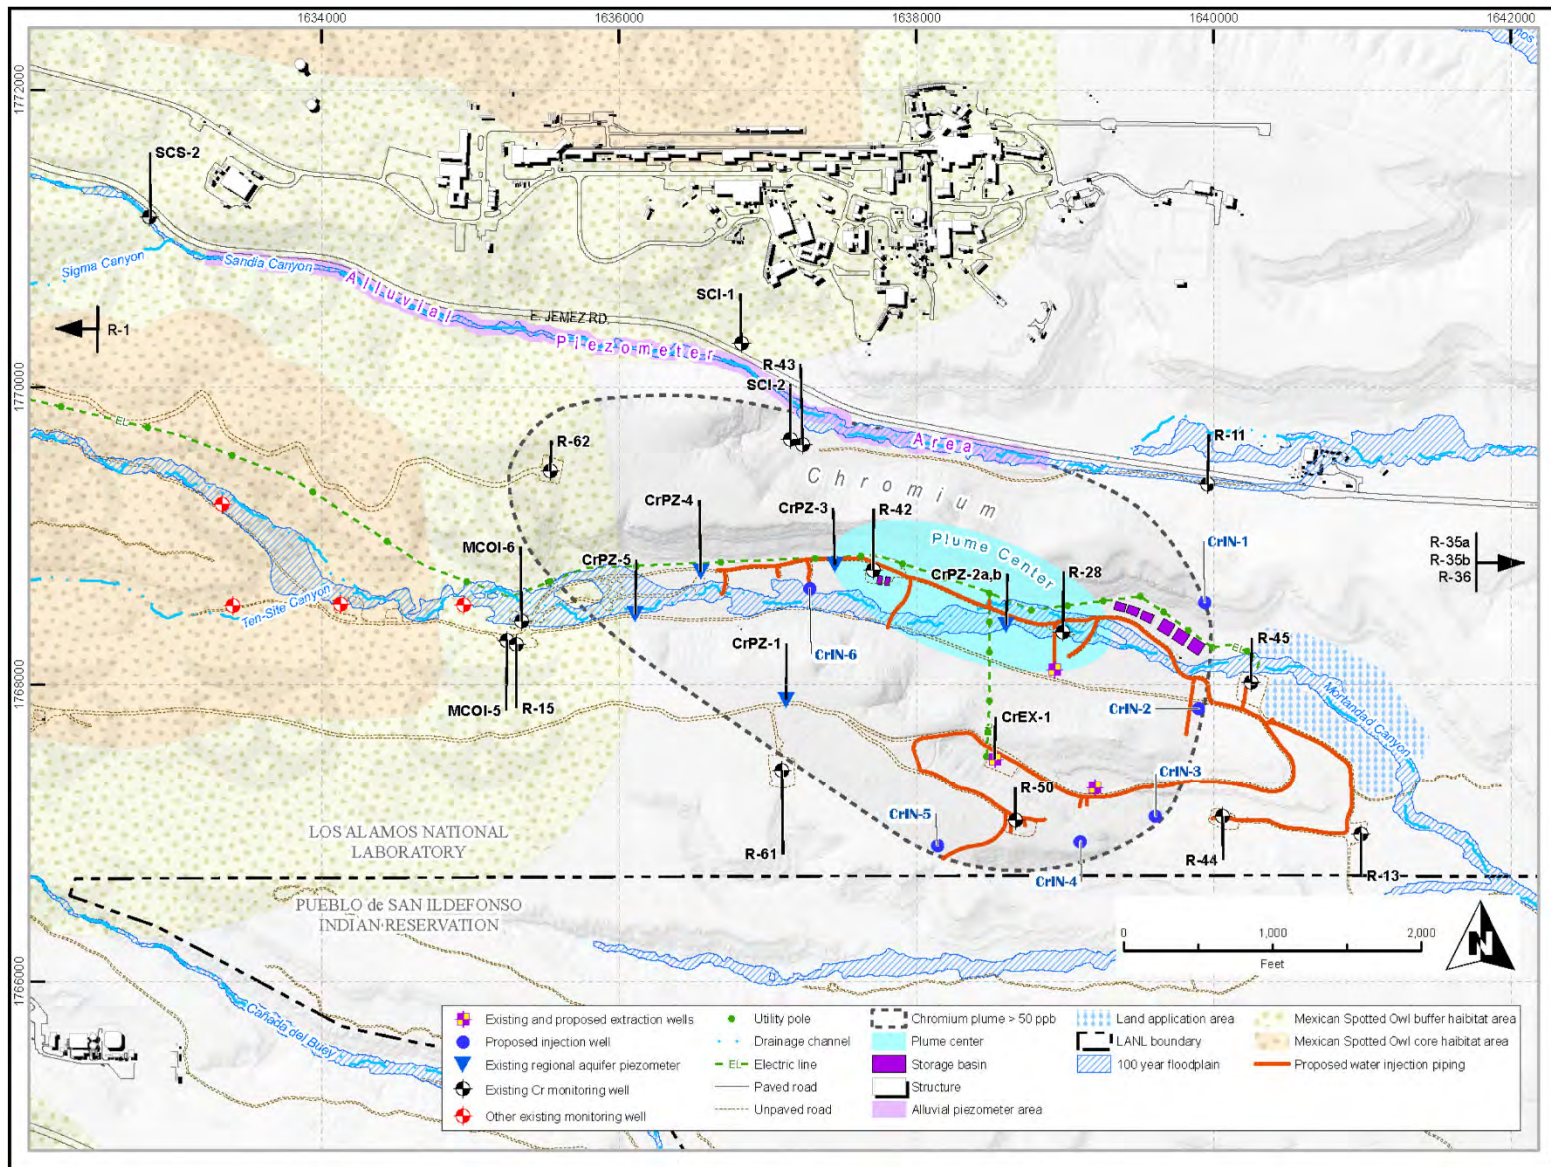 1634000
1636000
1638000
1640000
1642000
1772000
1770000
1768000
1766000
SCS-2
Sigma Canyon
Sandia Canyon
Alluvial
Piezometer
Area
E. JEMEZ RD.
SCI-1
R-1
R-43
SCI-2
R-11
EL
R-62
Chromium
CrPZ-4
CrPZ-3
R-42
Plume Center
MCOI-6
CrPZ-5
CrPZ-2a,b
R-28
CrIN-1
R-35a
R-35b
R-36
Ten-Site Canyon
CrPZ-1
CrIN-6
EL
R-45
MCOI-5
R-15
CrIN-2
Mortandad Canyon
CrEX-1
CrIN-3
R-50
CrIN-5
LOS ALAMOS NATIONAL
LABORATORY
R-61
CrIN-4
R-44
R-13
PUEBLO de SAN ILDEFONSO
INDIAN RESERVATION
0
1,000
2,000
Feet
N
Cañada del Buey
Existing and proposed extraction wells
Proposed injection well
Existing regional aquifer piezometer
Existing Cr monitoring well
Other existing monitoring well
Utility pole
Drainage channel
EL
Electric line
Paved road
Unpaved road
Chromium plume > 50 ppb
Plume center
Storage basin
Structure
Alluvial piezometer area
Land application area
LANL boundary
100 year floodplain
Mexican Spotted Owl buffer haibitat area
Mexican Spotted Owl core haibitat area
Proposed water injection piping